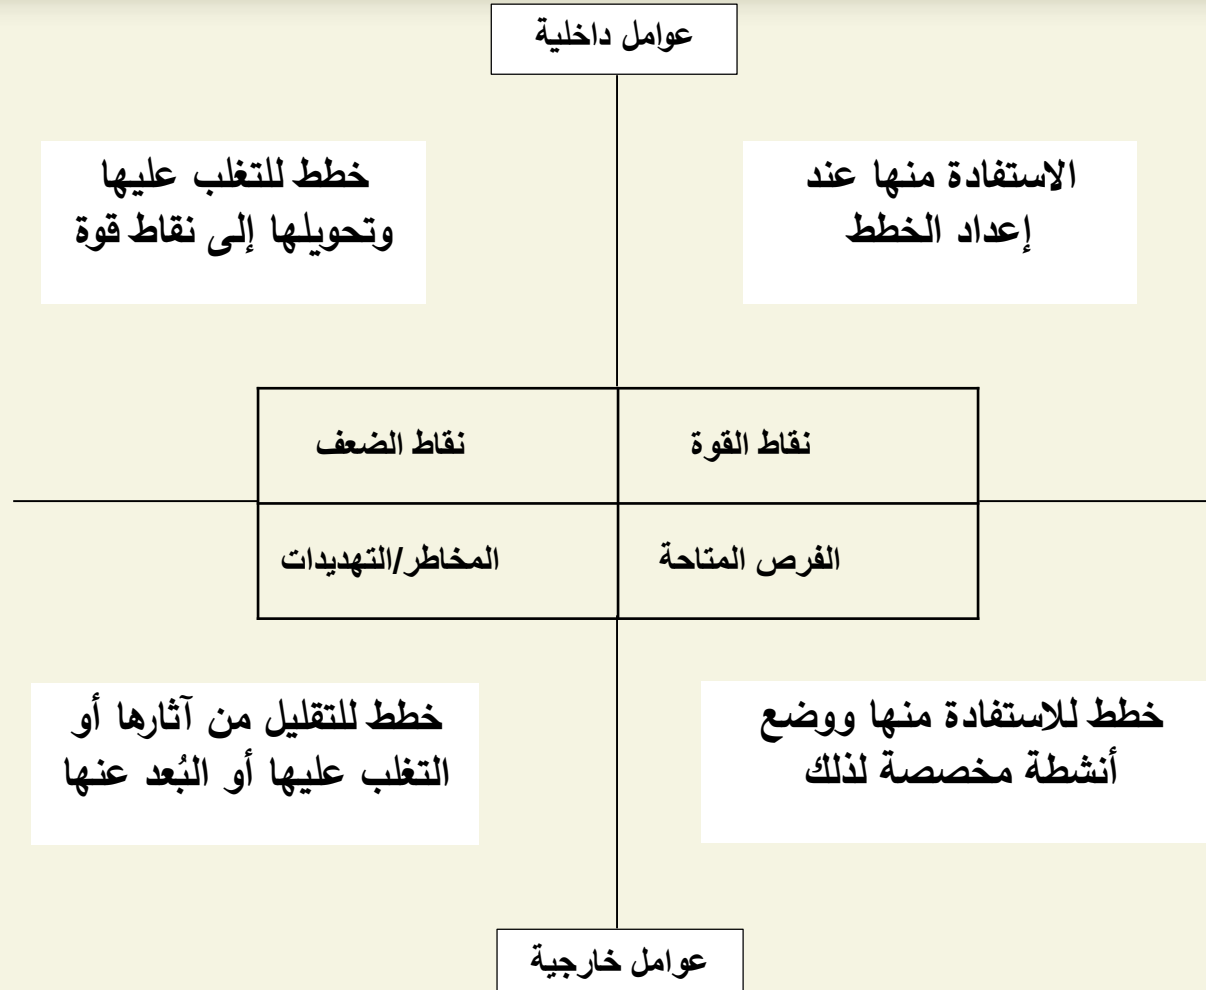 عوامل داخلية
الاستفادة منها عند
إعداد الخطط
خطط للتغلب عليها
وتحويلها إلى نقاط قوة
نقاط القوة
نقاط الضعف
الفرص المتاحة
المخاطر/التهديدات
خطط للاستفادة منها ووضع
أنشطة مخصصة لذلك
خطط للتقليل من آثارها أو
التغلب عليها أو البُعد عنها
عوامل خارجية